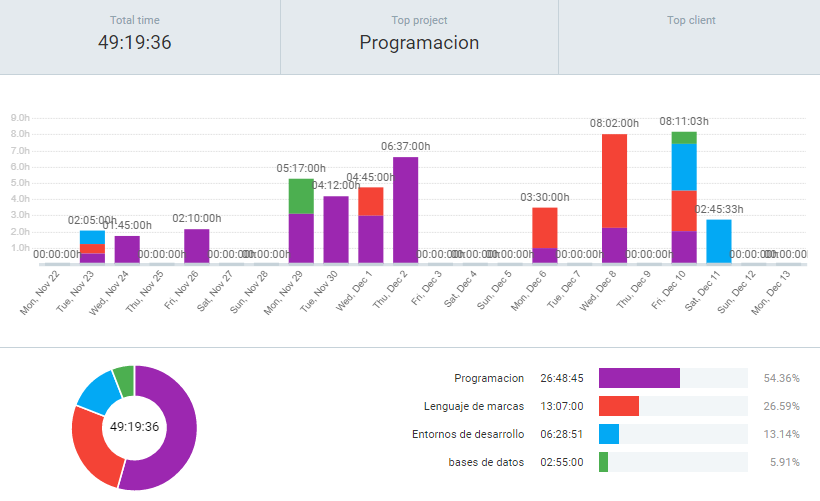 Total time
Top project
Top client
49:19:36
Programacion
9.0h
8.0h
7.0h
6.0h
5.0h
4.0h
3.0h
2.0h
1.0h
00:00:00h
02:05:00h
01:45:00h
00:00:00h
02:10:00h
00:00:00h
00:00:00h
05:17:00h
04:12:00h
04:45:00h
06:37:00h
00:00:00h
00:00:00h
00:00:00h
03:30:00h
00:00:00h
08:02:00h
00:00:00h
08:11:03h
02:45:33h
00:00:00h
00:00:00h
Mon, Nov 22
Tue, Nov 23
Wed, Nov 24
Thu, Nov 25
Fri, Nov 26
Sat, Nov 27
Sun, Nov 28
Mon, Nov 29
Tue, Nov 30
Wed, Dec 1
Thu, Dec 2
Fri, Dec 3
Sat, Dec 4
Sun, Dec 5
Mon, Dec 6
Tue, Dec 7
Wed, Dec 8
Thu, Dec 9
Fri, Dec 10
Sat, Dec 11
Sun, Dec 12
Mon, Dec 13
49:19:36
Programacion 26:48:45 54.36%
Lenguaje de marcas 13:07:00 26.59%
Entornos de desarrollo 06:28:51 13.14%
bases de datos 02:55:00 5.91%